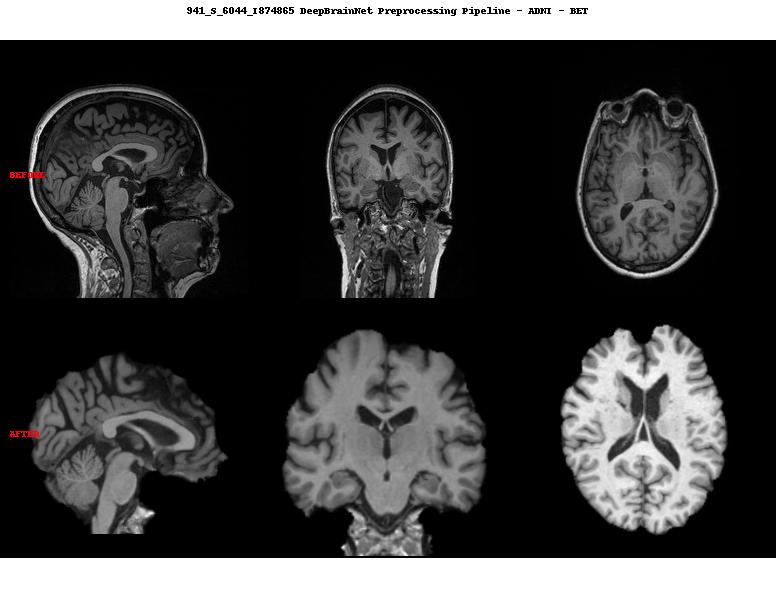 941_S_6044_I874865 DeepBrainNet Preprocessing Pipeline - ADNI - BET
BEFORE
AFTER